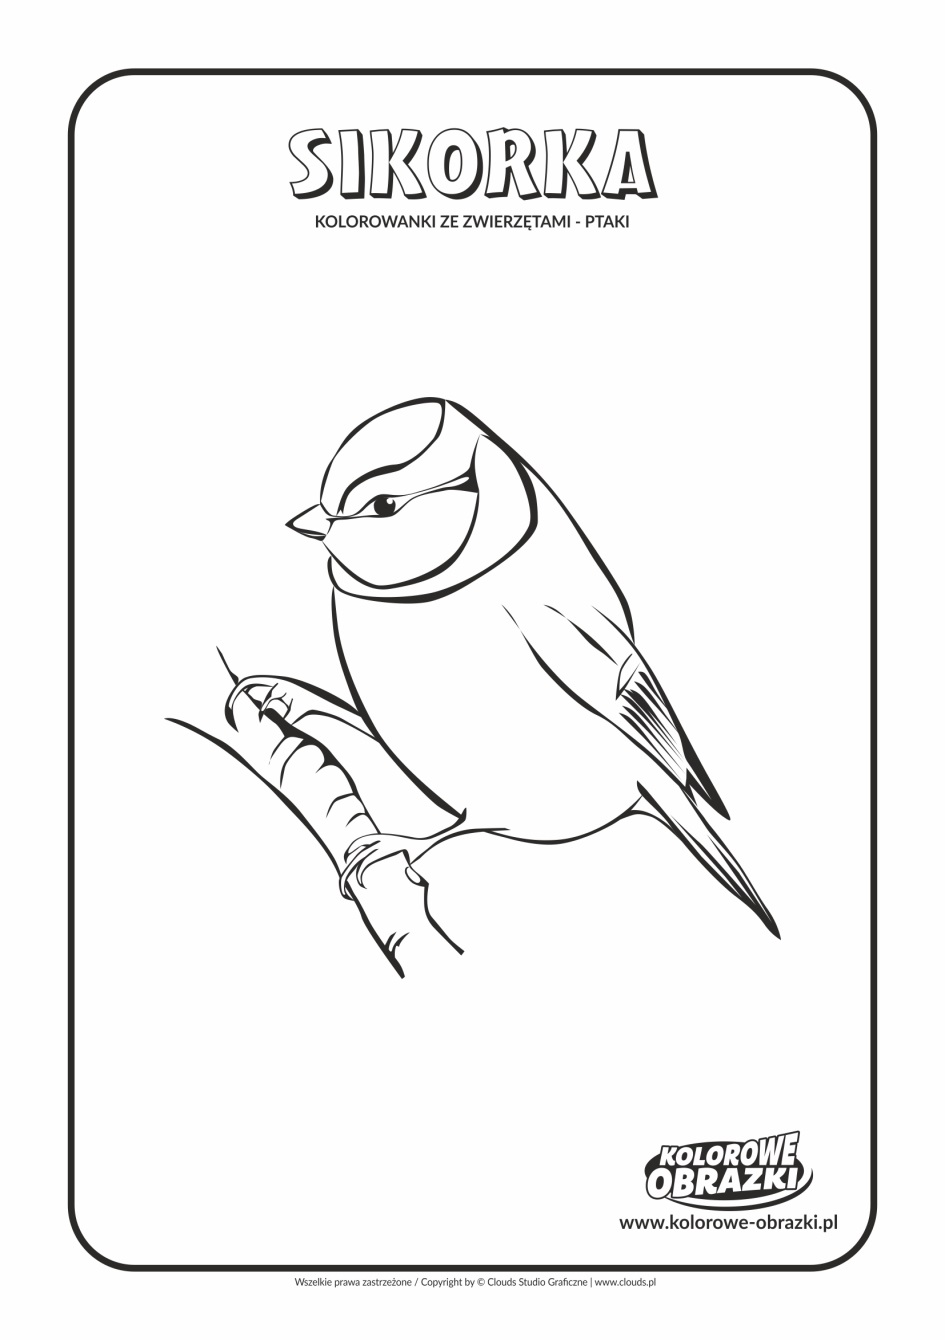 SIKORKA
KOLOROWANKI ZE ZWIERZĘTAMI - PTAKI
KOLOROWE
OBRAZKI
www.kolorowe-obrazki.pl
Wszelkie prawa zastrzeżone / Copyright by © Clouds Studio Graficzne | www.clouds.pl